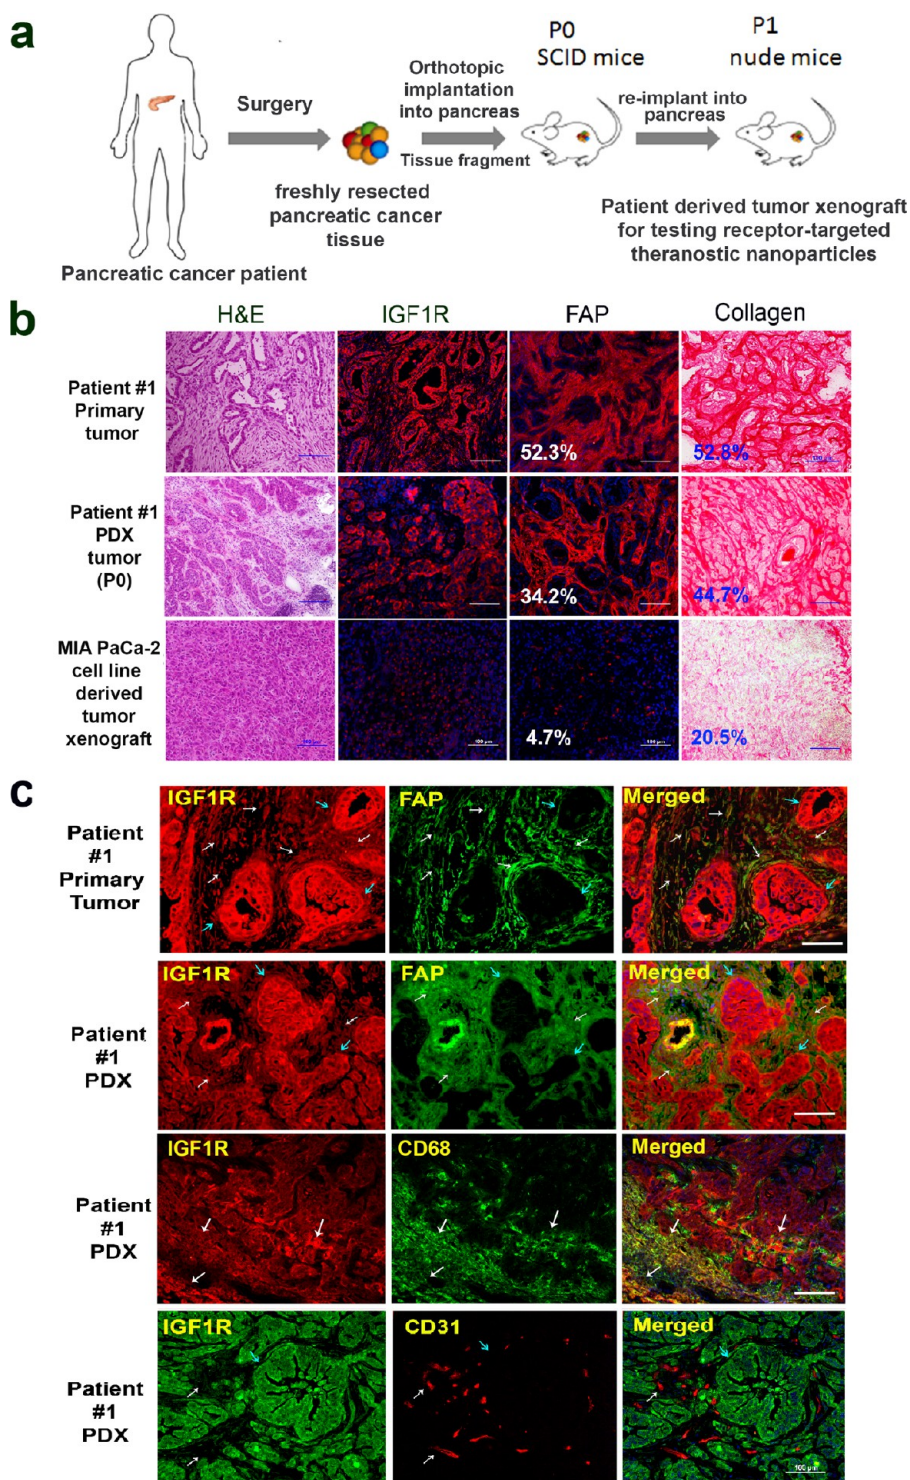 a
P0
SCID mice
P1
nude mice
Surgery
Orthotopic
implantation
into pancreas
Tissue fragment
re-implant into
pancreas
freshly resected
pancreatic cancer
tissue
Patient derived tumor xenograft
for testing receptor-targeted
theranostic nanoparticles
Pancreatic cancer patient
b
H&E
IGF1R
FAP
Collagen
Patient #1
Primary
tumor
52.3%
52.8%
Patient #1
PDX
tumor
(P0)
34.2%
44.7%
MIA PaCa-2
cell line
derived
tumor
xenograft
100 µm
4.7%
100 µm
20.5%
c
Patient
#1
Primary
Tumor
IGF1R
FAP
Merged
Patient
#1
PDX
IGF1R
FAP
Merged
Patient
#1
PDX
IGF1R
CD68
Merged
Patient
#1
PDX
IGF1R
CD31
Merged
100 µm